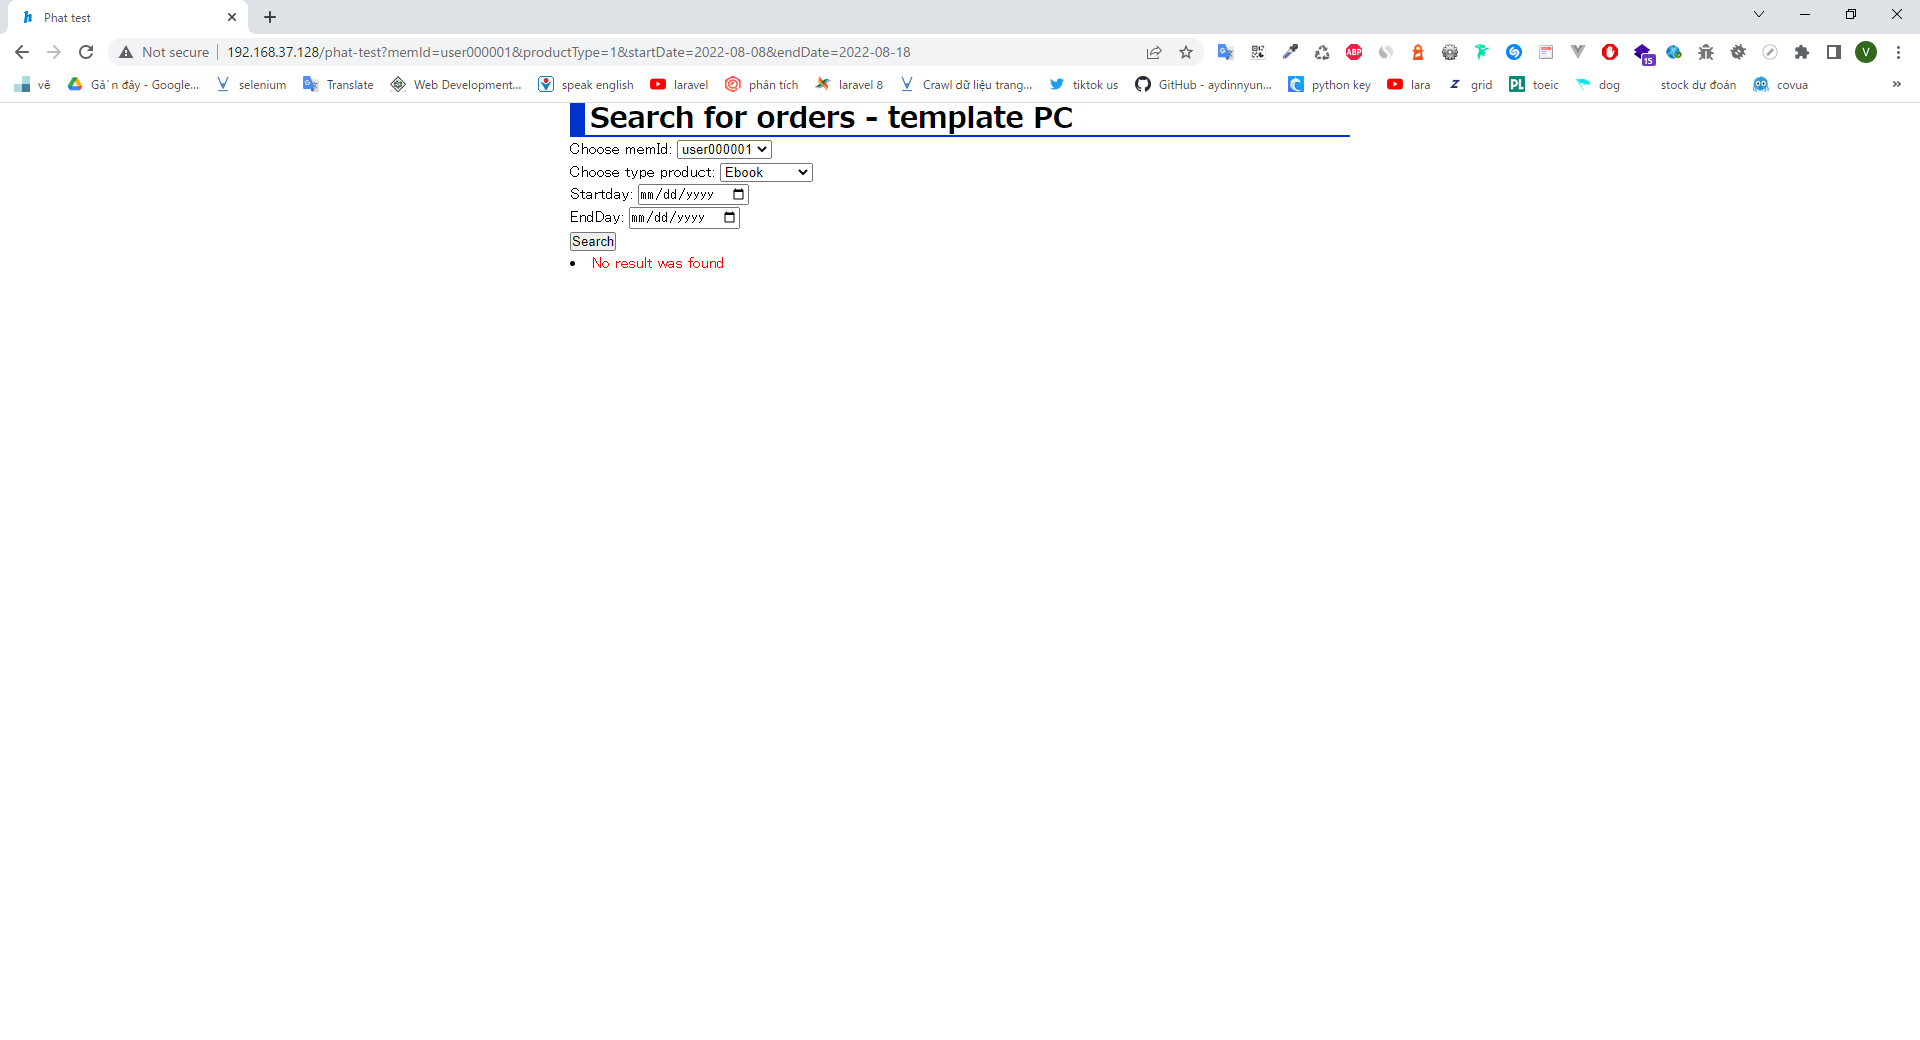 Phat test
Not secure 192.168.37.128/phat-test?memId=user000001&productType=1&startDate=2022-08-08&endDate=2022-08-18
ABP 15 V
vẽ Gần đây - Google... selenium Translate Web Development... speak english laravel phân tích laravel 8 Crawl dữ liệu trang... tiktok us GitHub - aydinnyun... python key lara grid PL toeic dog stock dự đoán covua »
Search for orders - template PC
Choose memId: user000001
Choose type product: Ebook
Startday: mm/dd/yyyy
EndDay: mm/dd/yyyy
Search
No result was found